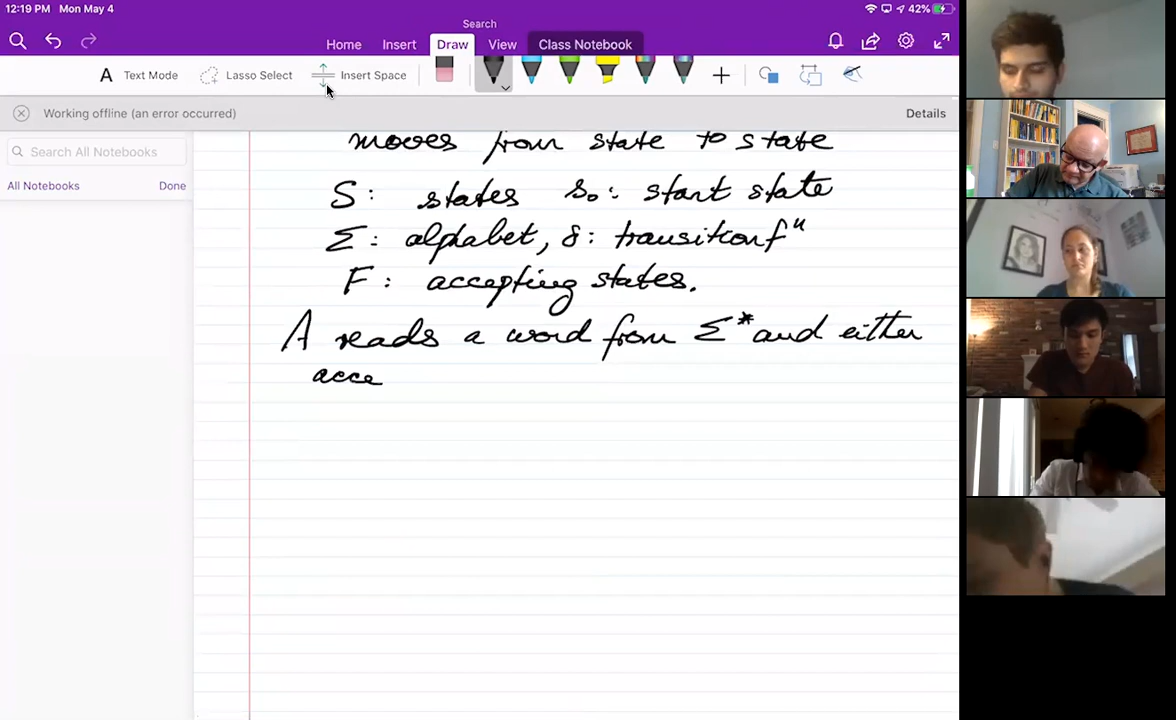 12:19 PM Mon May 4
42%
Search
Home Insert Draw View Class Notebook
Text Mode Lasso Select Insert Space
Working offline (an error occurred) Details
Search All Notebooks
All Notebooks Done
moves from state to state
S: states s₀: start state
Σ: alphabet, δ: transition fⁿ
F: accepting states.
A reads a word from Σ* and either
acce